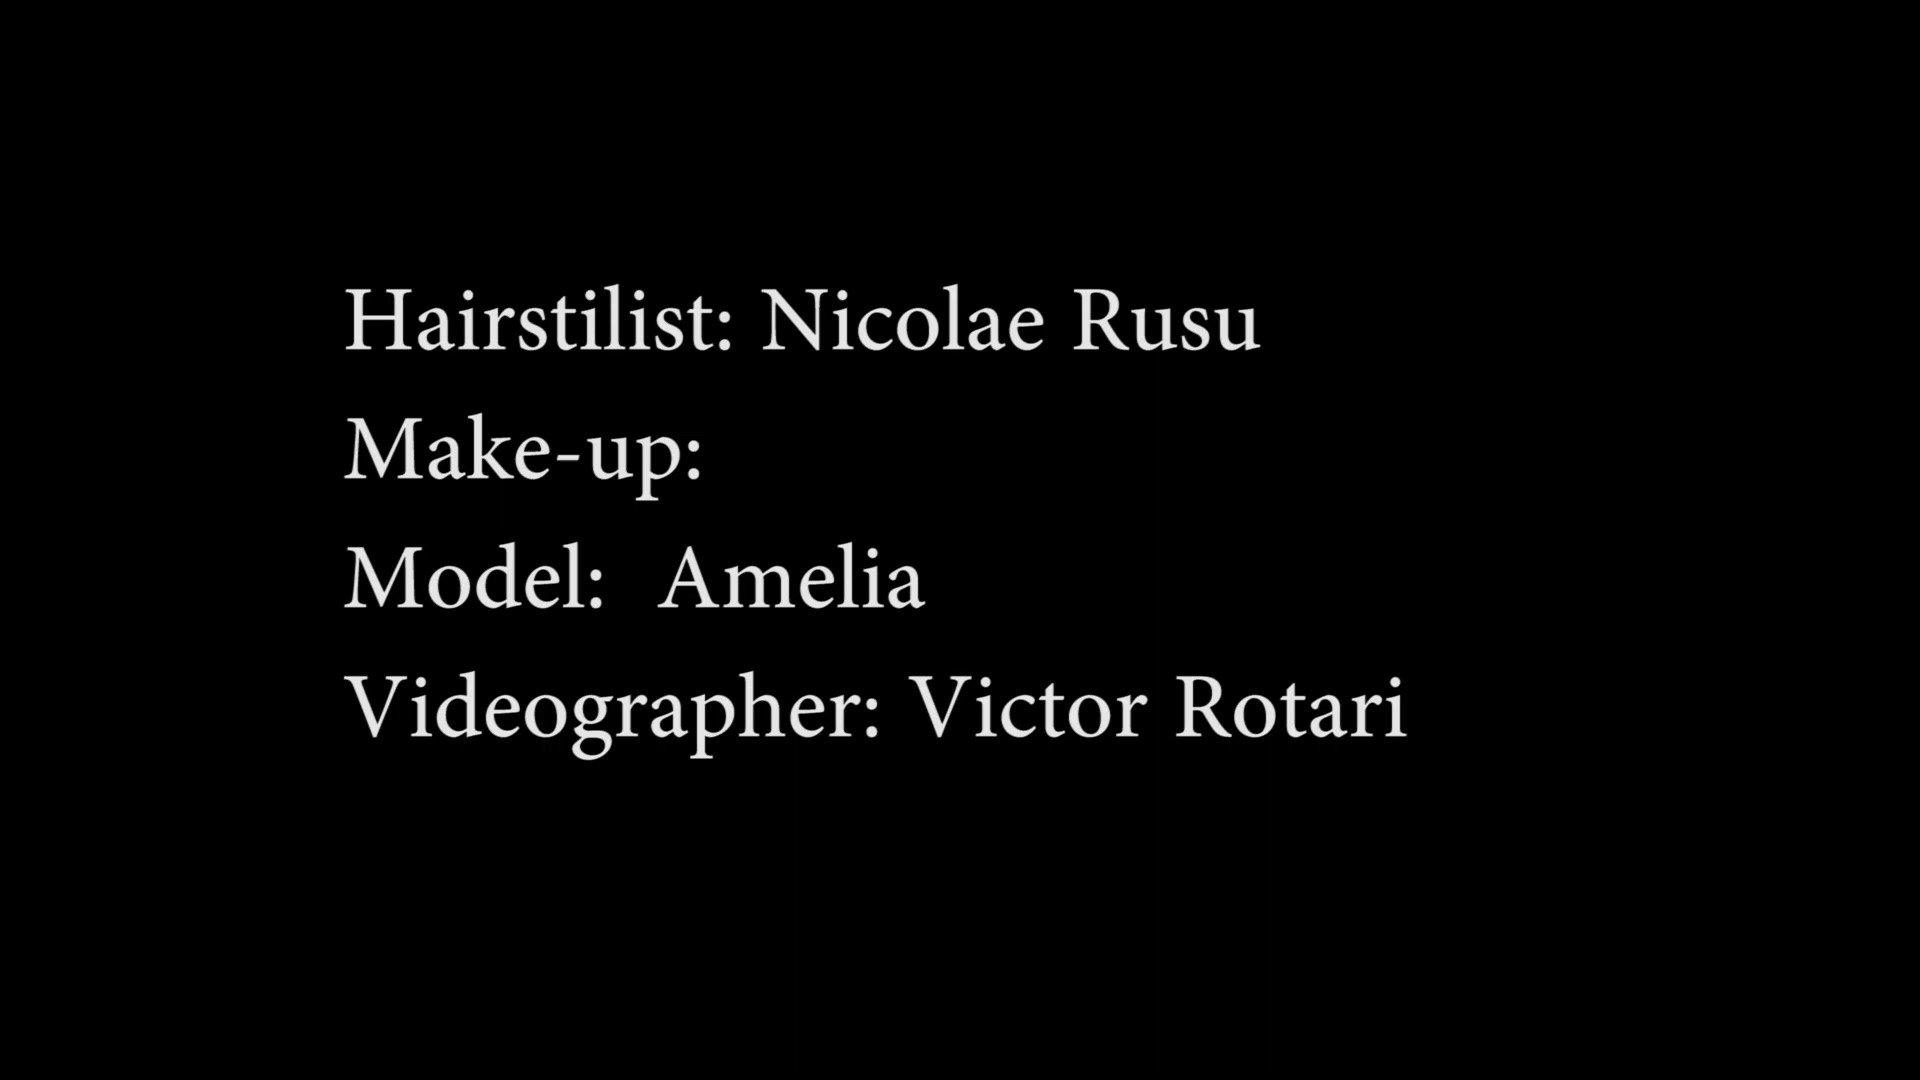 Hairstilist: Nicolae Rusu
Make-up:
Model:  Amelia
Videographer: Victor Rotari